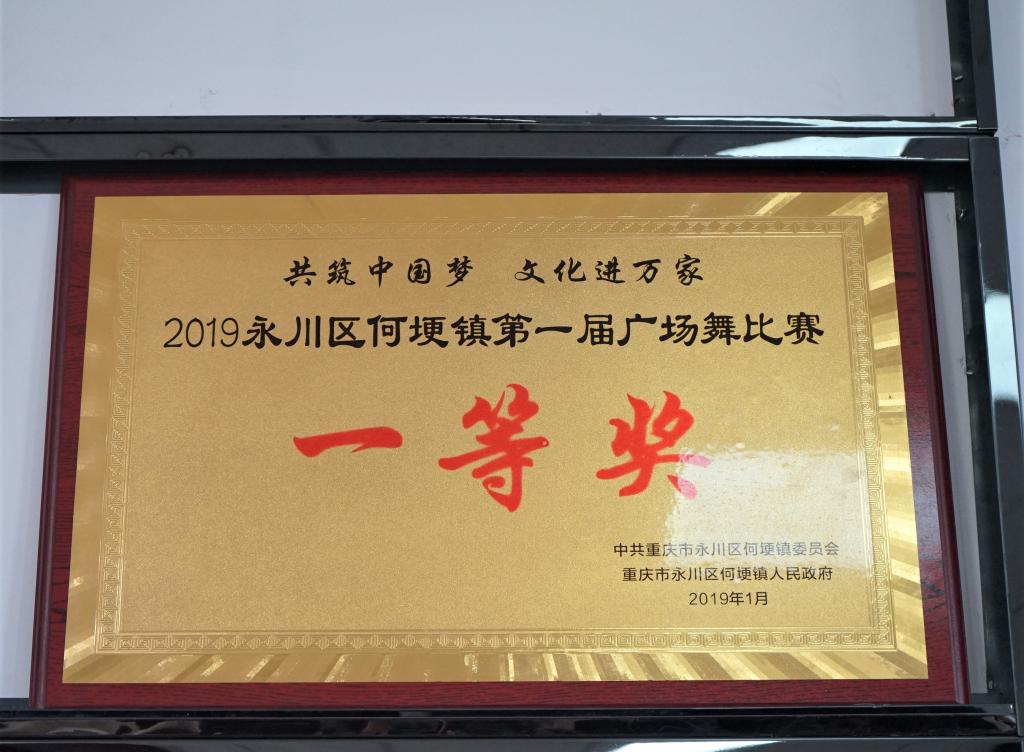 共筑中国梦 文化进万家
2019永川区何埂镇第一届广场舞比赛
一等奖
中共重庆市永川区何埂镇委员会
重庆市永川区何埂镇人民政府
2019年1月